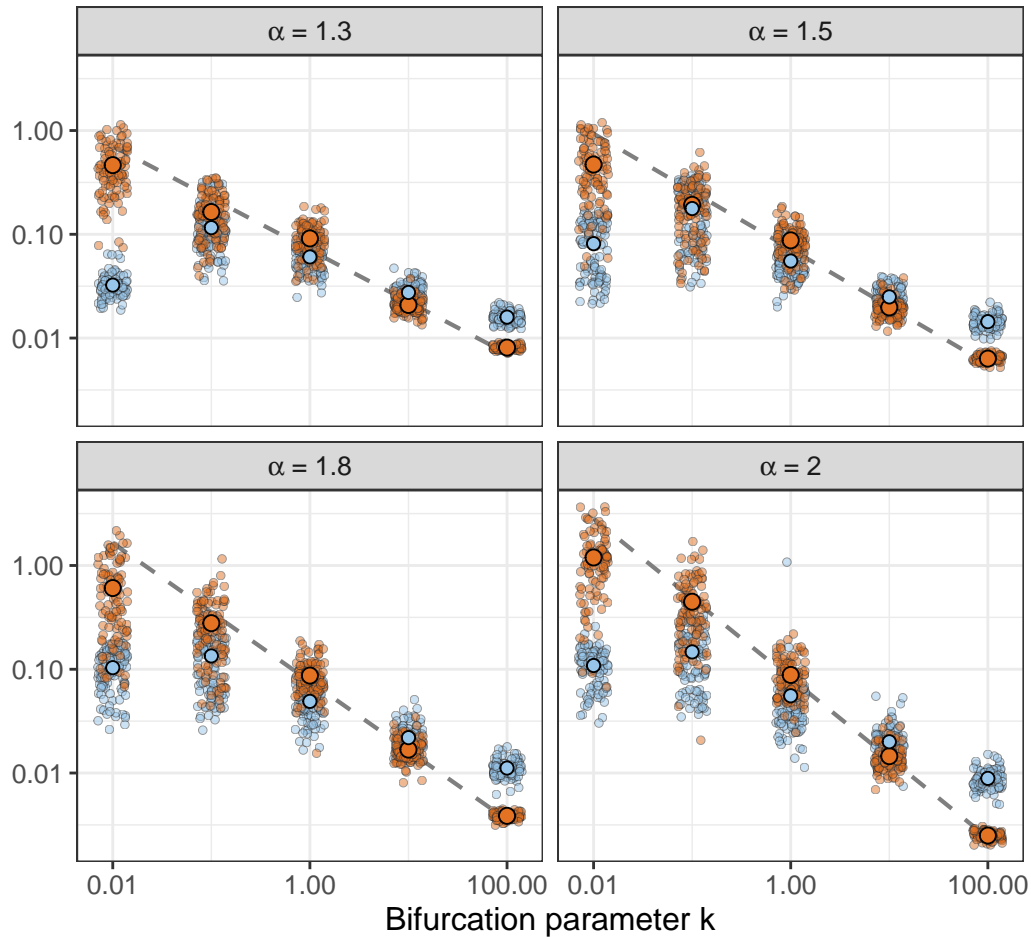 α = 1.3
α = 1.5
1.00
0.10
0.01
α = 1.8
α = 2
1.00
0.10
0.01
0.01
1.00
100.00
0.01
1.00
100.00
Bifurcation parameter k